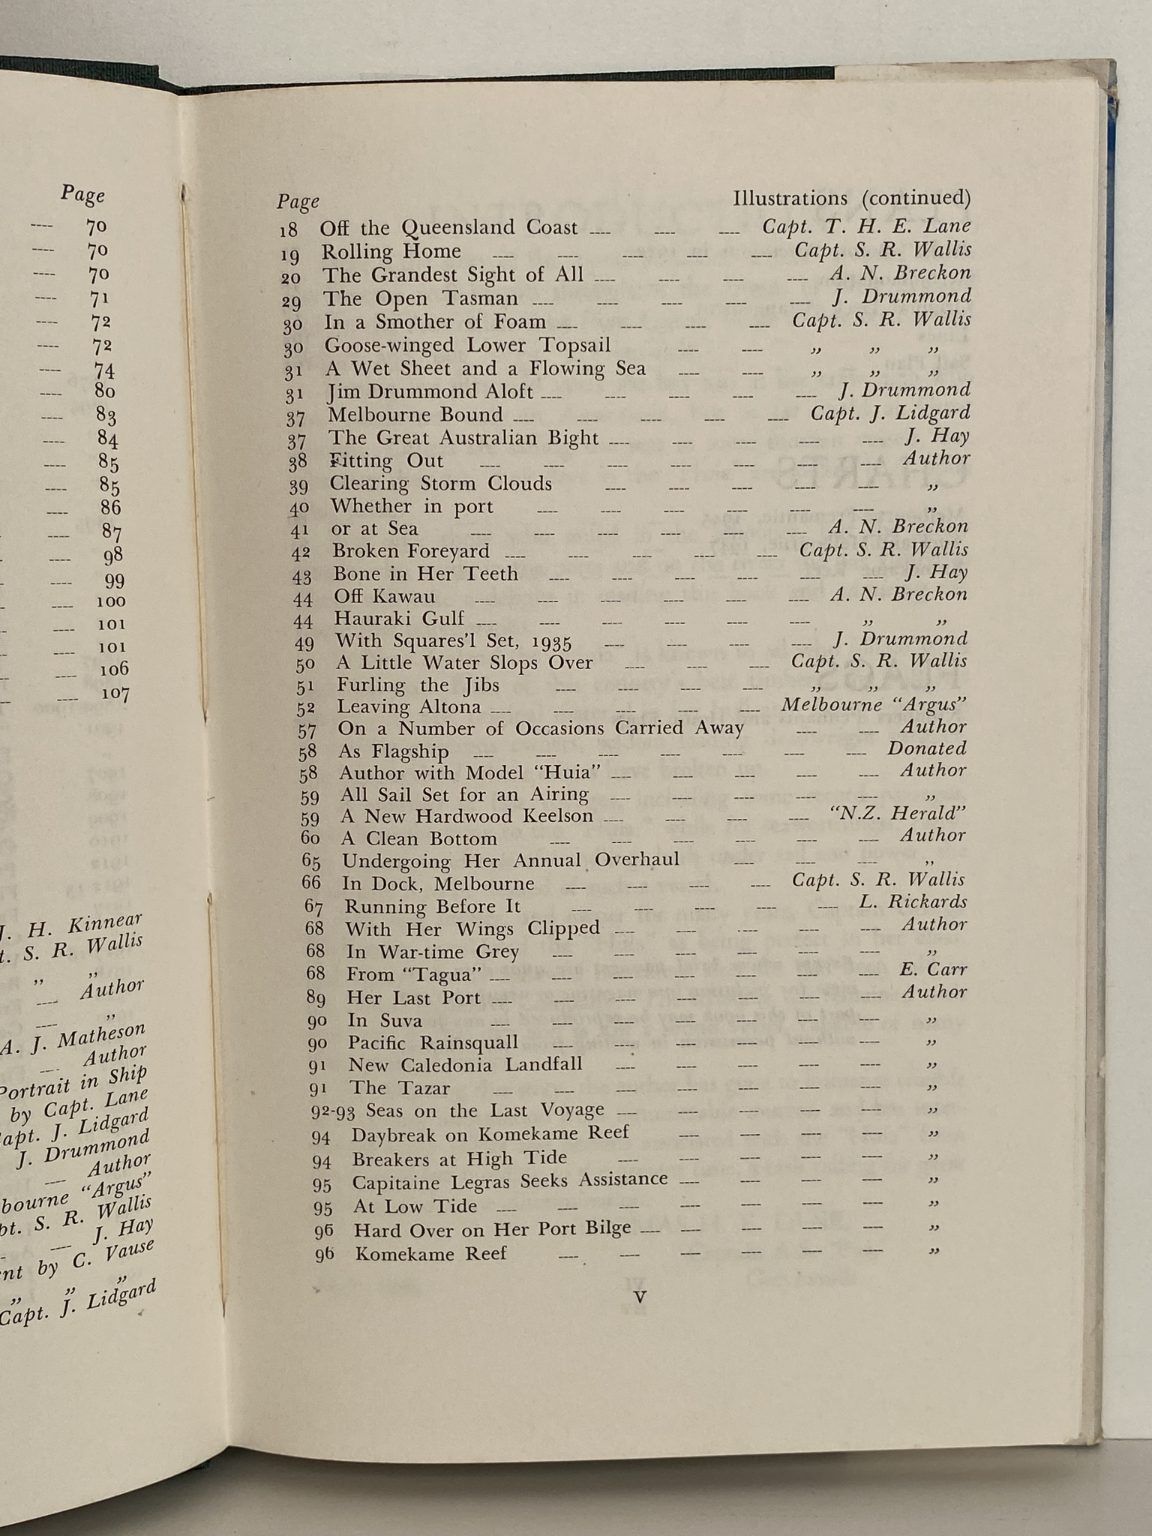 Page
---- 70
---- 70
---- 70
---- 71
---- 72
---- 72
---- 74
---- 80
---- 83
---- 84
---- 85
---- 85
---- 86
---- 87
---- 98
---- 99
---- 100
---- 101
---- 101
---- 106
---- 107
J. H. Kinnear
S. R. Wallis
„ „
---- Author
---- „
A. J. Matheson
---- Author
Portrait in Ship
by Capt. Lane
Capt. J. Lidgard
J. Drummond
---- Author
"Argus"
S. R. Wallis
---- J. Hay
by C. Vause
„ „ „
Capt. J. Lidgard
Page Illustrations (continued)
18 Off the Queensland Coast ---- ---- ---- Capt. T. H. E. Lane
19 Rolling Home ---- ---- ---- ---- ---- Capt. S. R. Wallis
20 The Grandest Sight of All ---- ---- ---- ---- A. N. Breckon
29 The Open Tasman ---- ---- ---- ---- ---- J. Drummond
30 In a Smother of Foam ---- ---- ---- ---- Capt. S. R. Wallis
30 Goose-winged Lower Topsail ---- ---- „ „ „
31 A Wet Sheet and a Flowing Sea ---- ---- „ „ „
31 Jim Drummond Aloft ---- ---- ---- ---- ---- J. Drummond
37 Melbourne Bound ---- ---- ---- ---- ---- Capt. J. Lidgard
37 The Great Australian Bight ---- ---- ---- ---- ---- J. Hay
38 Fitting Out ---- ---- ---- ---- ---- ---- ---- Author
39 Clearing Storm Clouds ---- ---- ---- ---- ---- „
40 Whether in port ---- ---- ---- ---- ---- ---- „
41 or at Sea ---- ---- ---- ---- ---- ---- A. N. Breckon
42 Broken Foreyard ---- ---- ---- ---- ---- Capt. S. R. Wallis
43 Bone in Her Teeth ---- ---- ---- ---- ---- ---- J. Hay
44 Off Kawau ---- ---- ---- ---- ---- ---- A. N. Breckon
44 Hauraki Gulf ---- ---- ---- ---- ---- ---- „ „
49 With Squares'l Set, 1935 ---- ---- ---- ---- J. Drummond
50 A Little Water Slops Over ---- ---- ---- Capt. S. R. Wallis
51 Furling the Jibs ---- ---- ---- ---- „ „ „
52 Leaving Altona ---- ---- ---- ---- ---- Melbourne "Argus"
57 On a Number of Occasions Carried Away ---- ---- Author
58 As Flagship ---- ---- ---- ---- ---- ---- ---- Donated
58 Author with Model "Huia" ---- ---- ---- ---- ---- Author
59 All Sail Set for an Airing ---- ---- ---- ---- ---- „
59 A New Hardwood Keelson ---- ---- ---- ---- "N.Z. Herald"
60 A Clean Bottom ---- ---- ---- ---- ---- ---- Author
65 Undergoing Her Annual Overhaul ---- ---- ---- „
66 In Dock, Melbourne ---- ---- ---- ---- Capt. S. R. Wallis
67 Running Before It ---- ---- ---- ---- ---- L. Rickards
68 With Her Wings Clipped ---- ---- ---- ---- ---- Author
68 In War-time Grey ---- ---- ---- ---- ---- ---- „
68 From "Tagua" ---- ---- ---- ---- ---- ---- ---- E. Carr
89 Her Last Port ---- ---- ---- ---- ---- ---- ---- Author
90 In Suva ---- ---- ---- ---- ---- ---- ---- „
90 Pacific Rainsquall ---- ---- ---- ---- ---- ---- „
91 New Caledonia Landfall ---- ---- ---- ---- ---- „
91 The Tazar ---- ---- ---- ---- ---- ---- ---- „
92-93 Seas on the Last Voyage ---- ---- ---- ---- ---- „
94 Daybreak on Komekame Reef ---- ---- ---- ---- „
94 Breakers at High Tide ---- ---- ---- ---- ---- „
95 Capitaine Legras Seeks Assistance ---- ---- ---- ---- „
95 At Low Tide ---- ---- ---- ---- ---- ---- ---- „
96 Hard Over on Her Port Bilge ---- ---- ---- ---- ---- „
96 Komekame Reef ---- ---- ---- ---- ---- ---- „
v